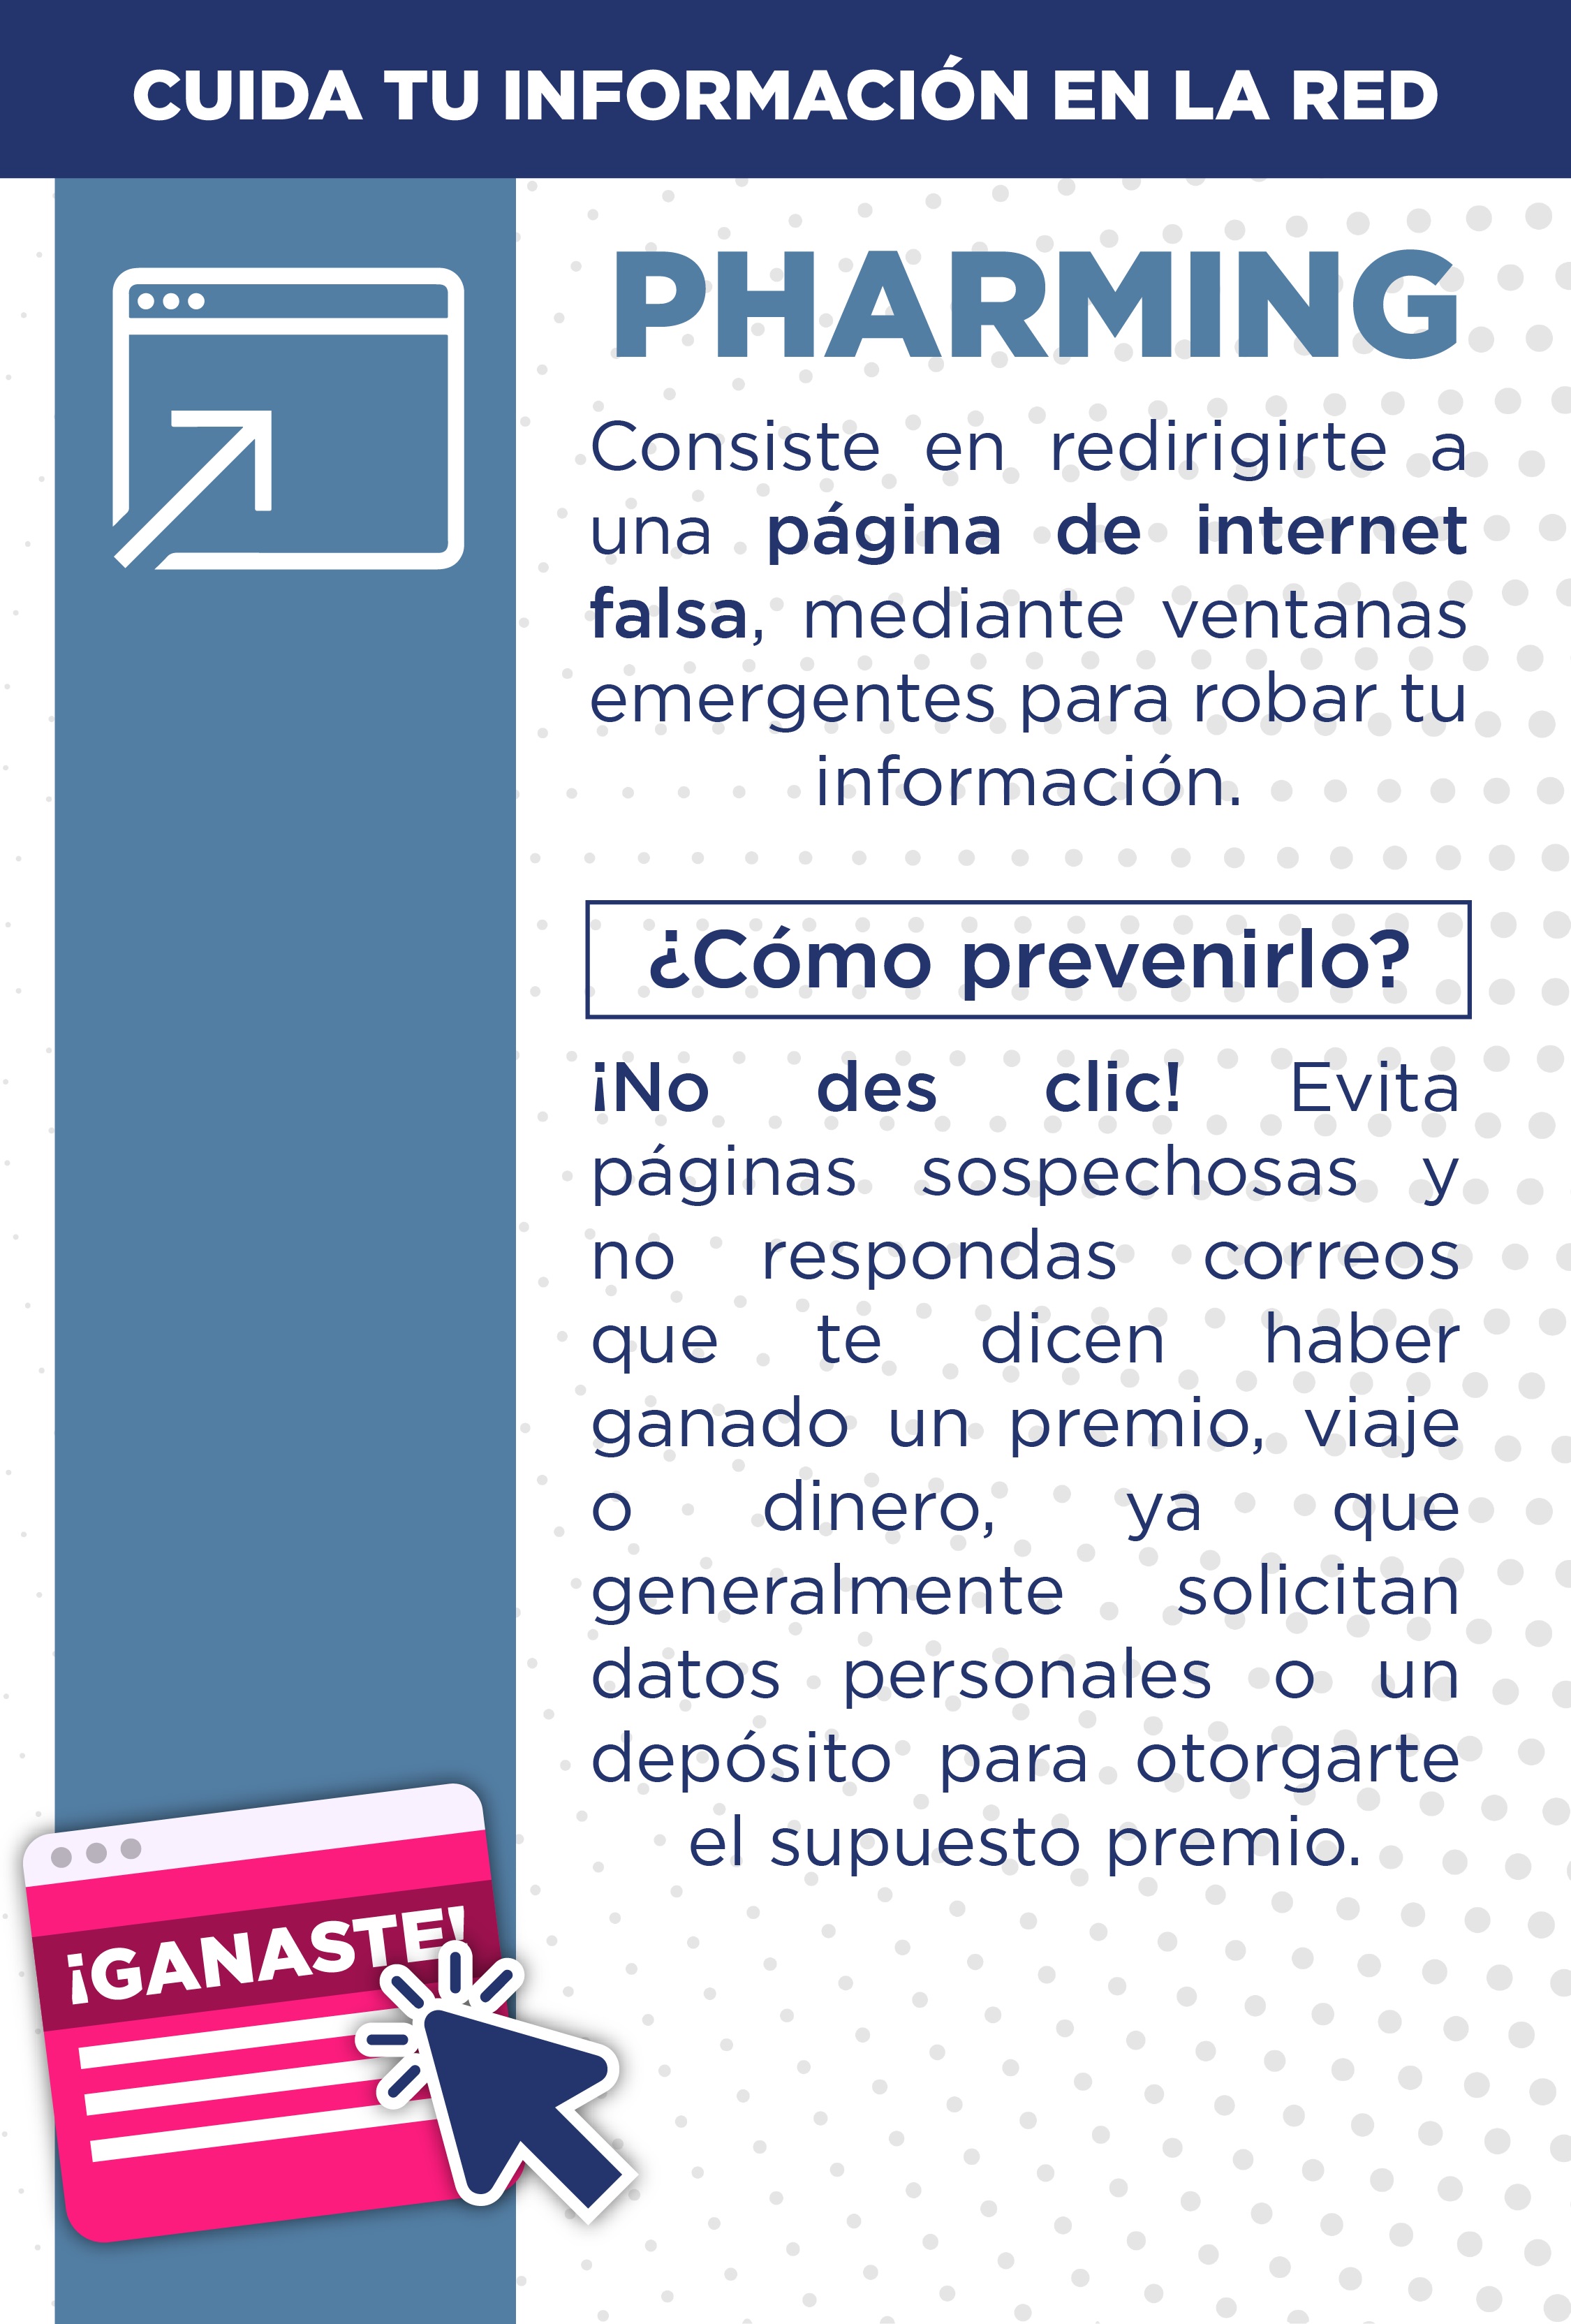 CUIDA TU INFORMACIÓN EN LA RED
PHARMING
Consiste en redirigirte a
una página de internet
falsa, mediante ventanas
emergentes para robar tu
información.
¿Cómo prevenirlo?
¡No des clic! Evita
páginas sospechosas y
no respondas correos
que te dicen haber
ganado un premio, viaje
o dinero, ya que
generalmente solicitan
datos personales o un
depósito para otorgarte
el supuesto premio.
¡GANASTE!